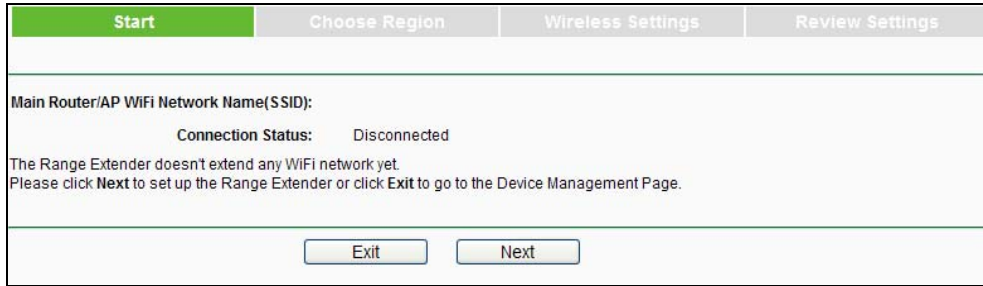 Start Choose Region Wireless Settings Review Settings
Main Router/AP WiFi Network Name(SSID):
Connection Status: Disconnected
The Range Extender doesn't extend any WiFi network yet.
Please click Next to set up the Range Extender or click Exit to go to the Device Management Page.
Exit Next